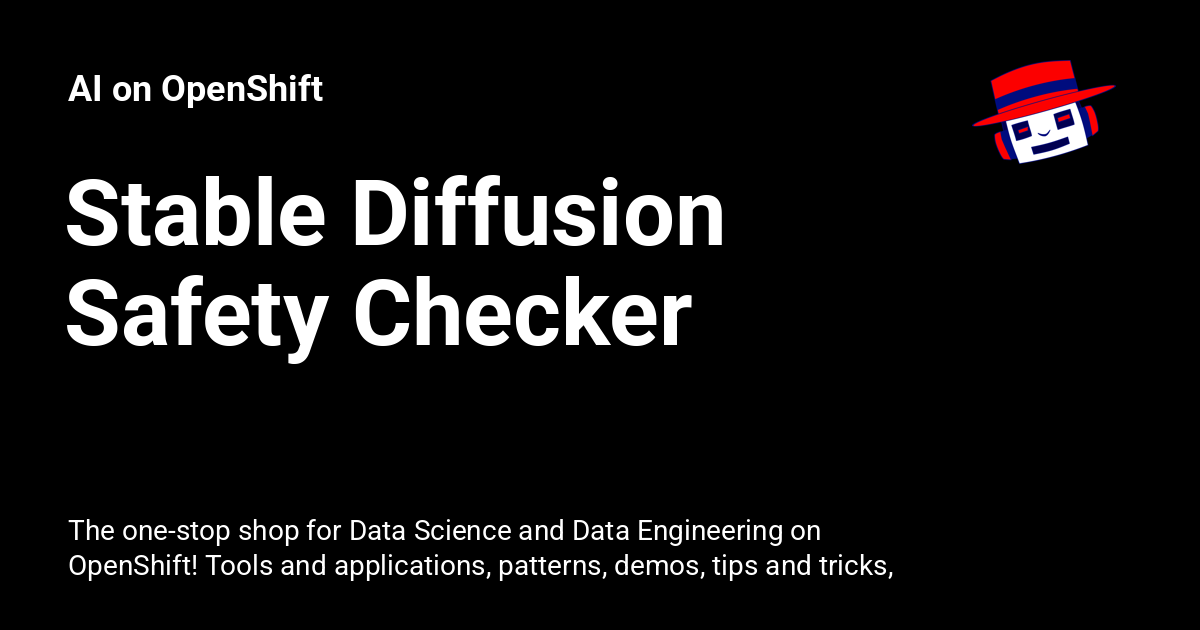 AI on OpenShift
Stable Diffusion
Safety Checker
The one-stop shop for Data Science and Data Engineering on
OpenShift! Tools and applications, patterns, demos, tips and tricks,